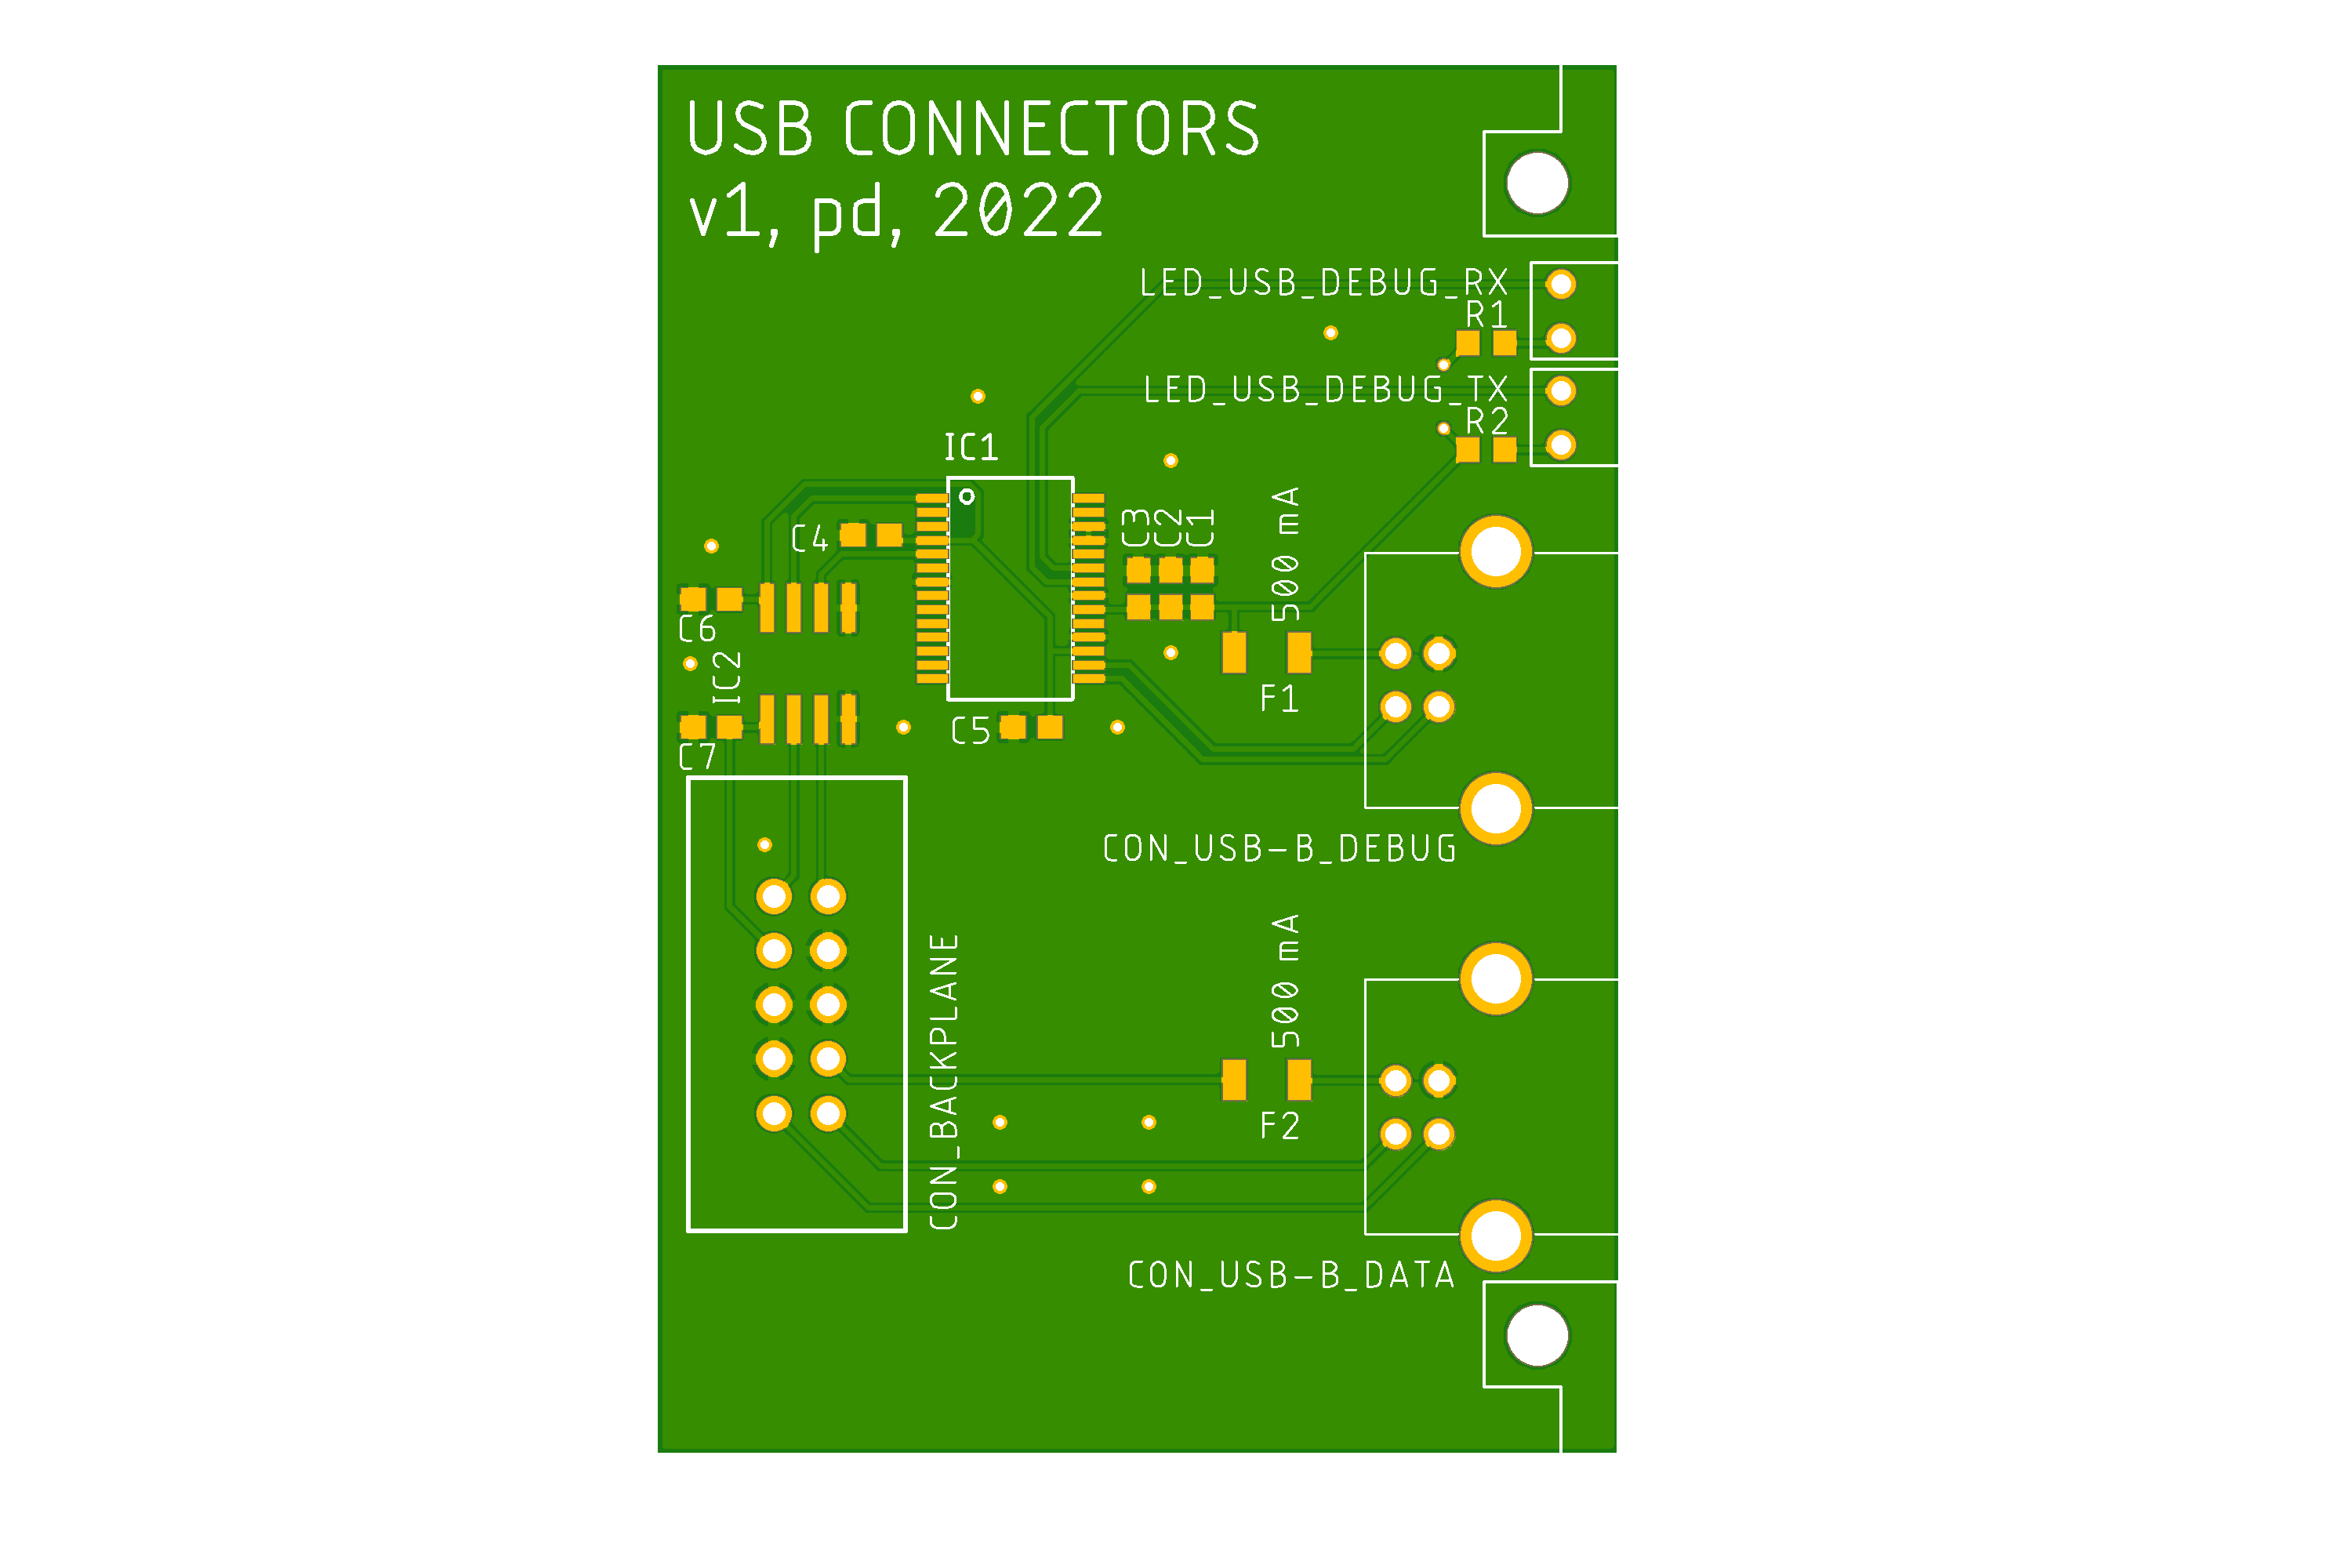 USB CONNECTORS
v1, pd, 2022
LED_USB_DEBUG_RX
R1
LED_USB_DEBUG_TX
R2
IC1
C4
C3
C2
C1
500 mA
C6
IC2
F1
C5
C7
CON_USB-B_DEBUG
CON_BACKPLANE
500 mA
F2
CON_USB-B_DATA